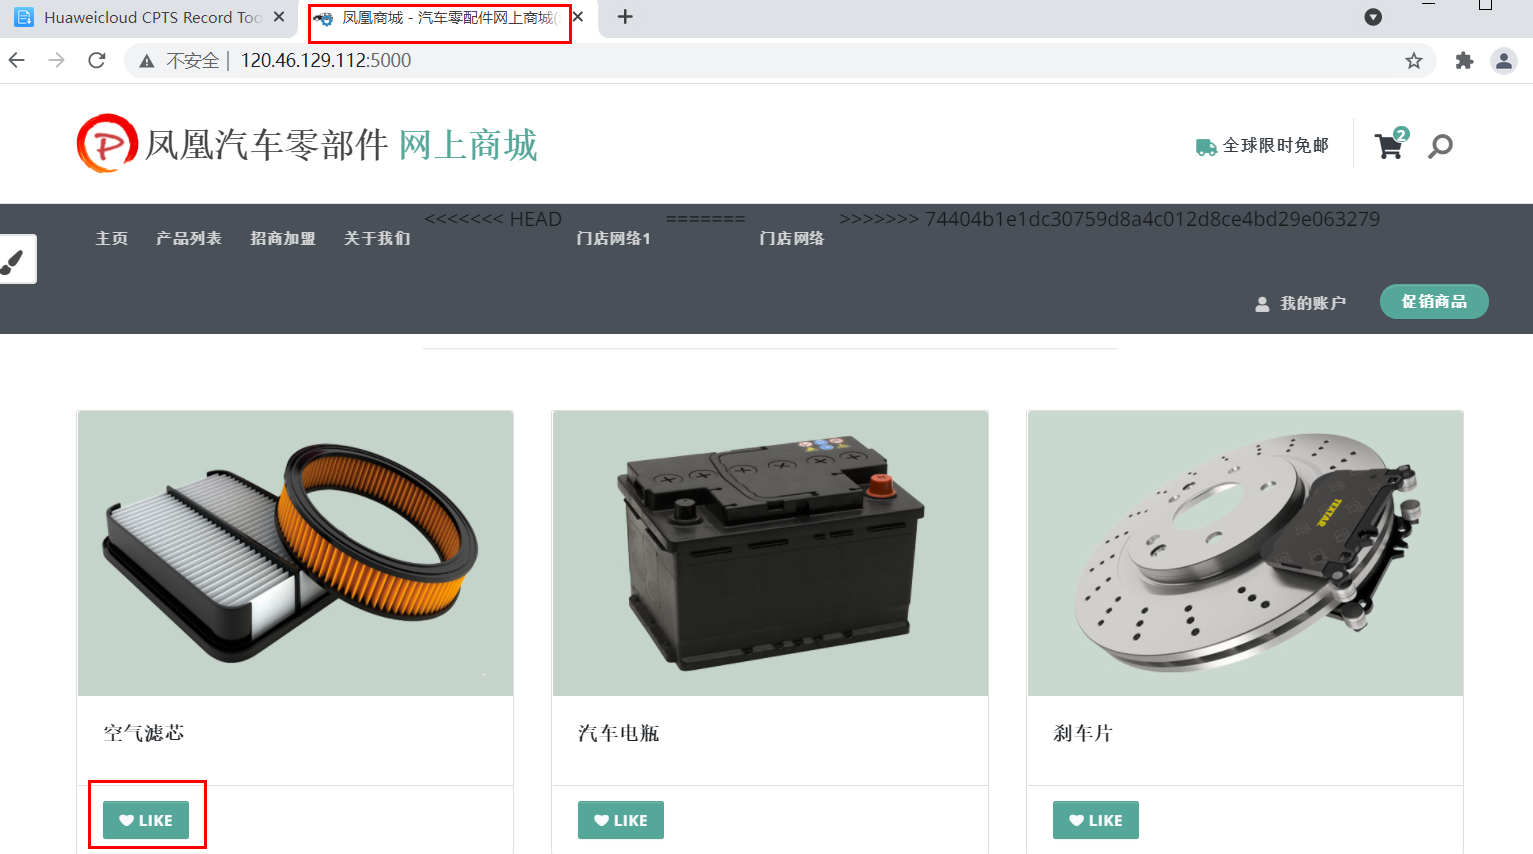 Huaweicloud CPTS Record Too
凤凰商城 - 汽车零配件网上商城(
不安全 | 120.46.129.112:5000
凤凰汽车零部件 网上商城
全球限时免邮
2
<<<<<<< HEAD ======= >>>>>>> 74404b1e1dc30759d8a4c012d8ce4bd29e063279
主页 产品列表 招商加盟 关于我们 门店网络1 门店网络
我的账户 促销商品
TEXTAR
空气滤芯 汽车电瓶 刹车片
LIKE LIKE LIKE